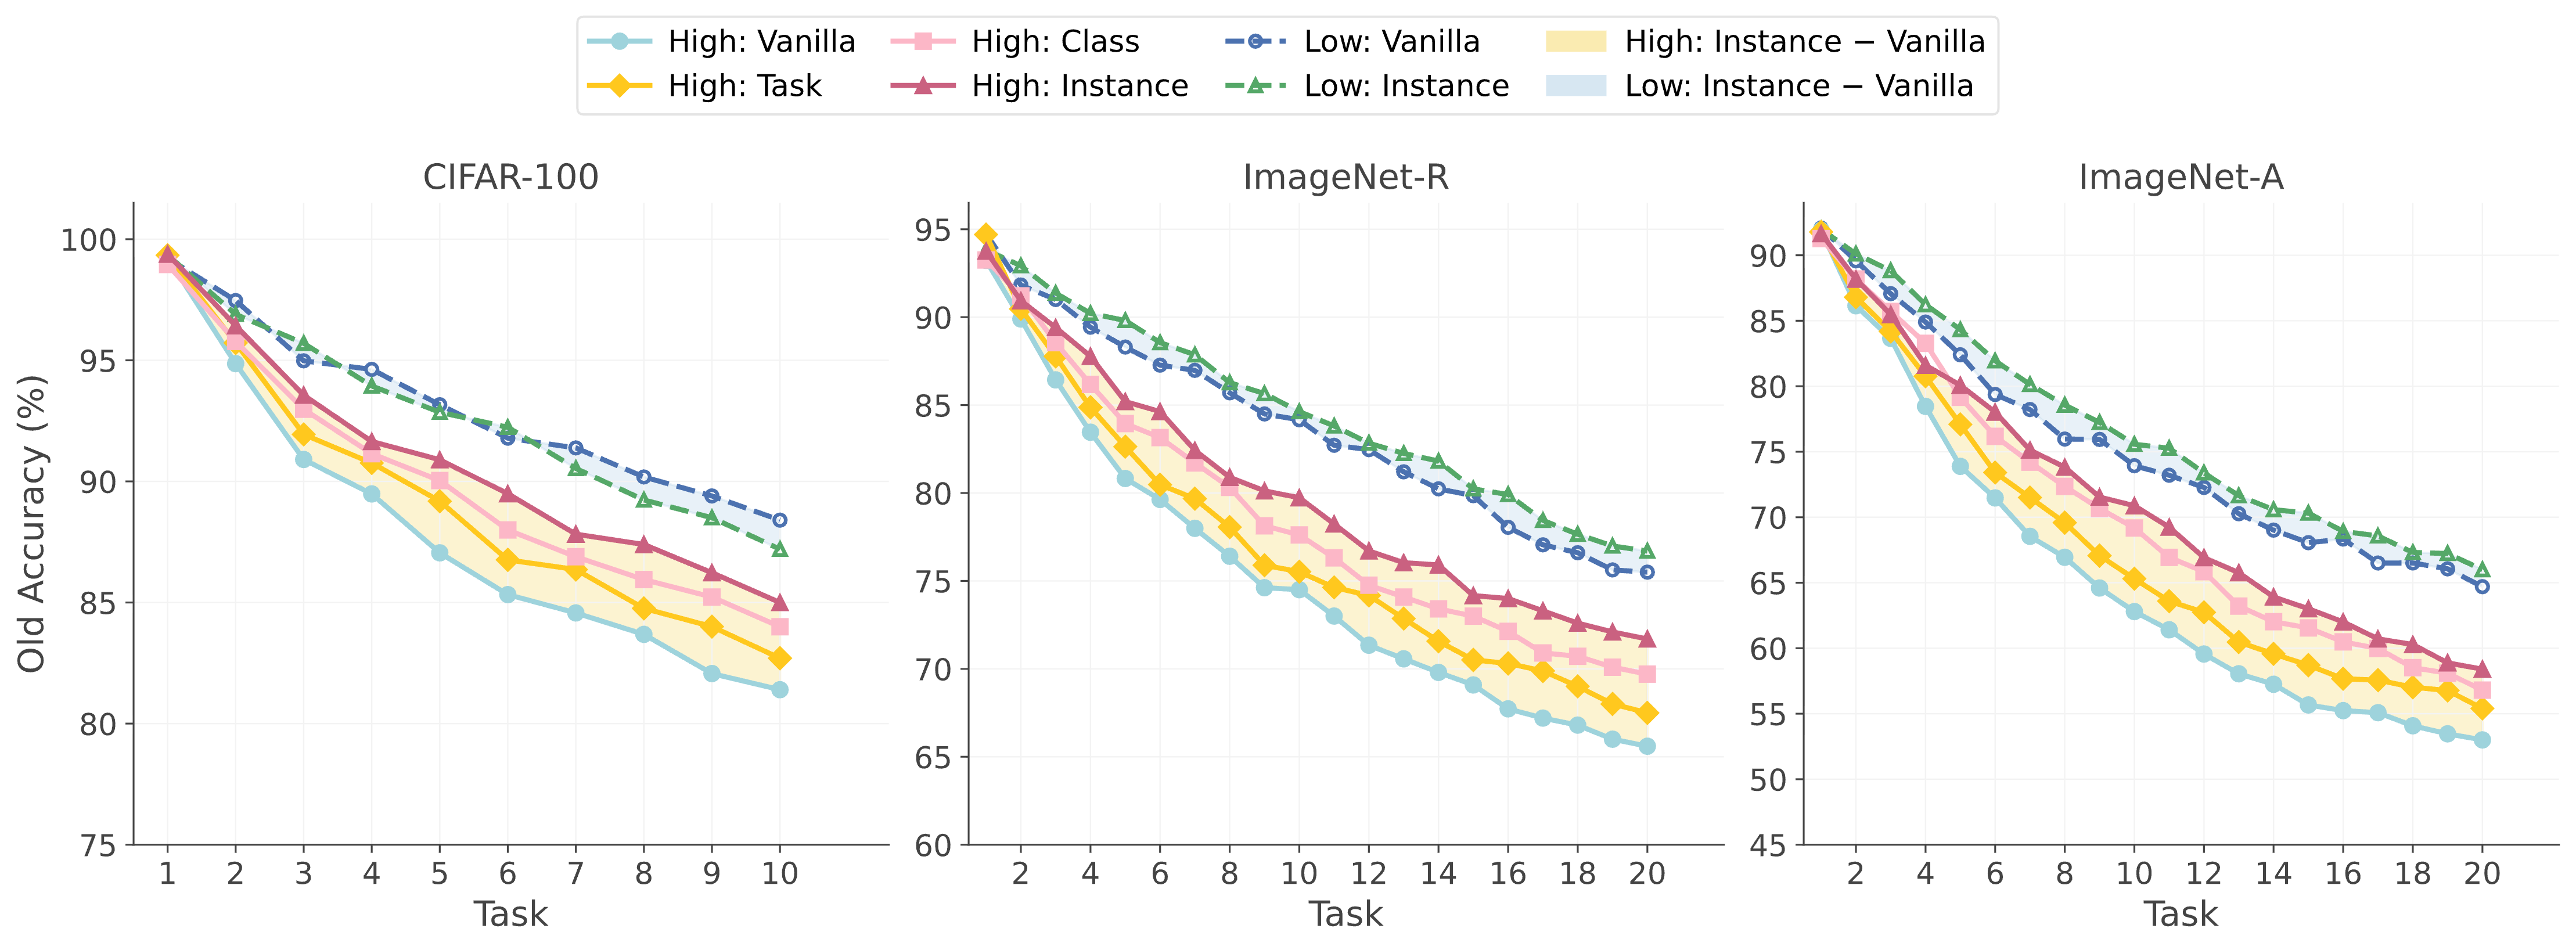 High: Vanilla High: Class Low: Vanilla High: Instance − Vanilla
High: Task High: Instance Low: Instance Low: Instance − Vanilla
CIFAR-100 ImageNet-R ImageNet-A
Old Accuracy (%)
100
95
90
85
80
75
1 2 3 4 5 6 7 8 9 10
Task
95
90
85
80
75
70
65
60
2 4 6 8 10 12 14 16 18 20
Task
90
85
80
75
70
65
60
55
50
45
2 4 6 8 10 12 14 16 18 20
Task